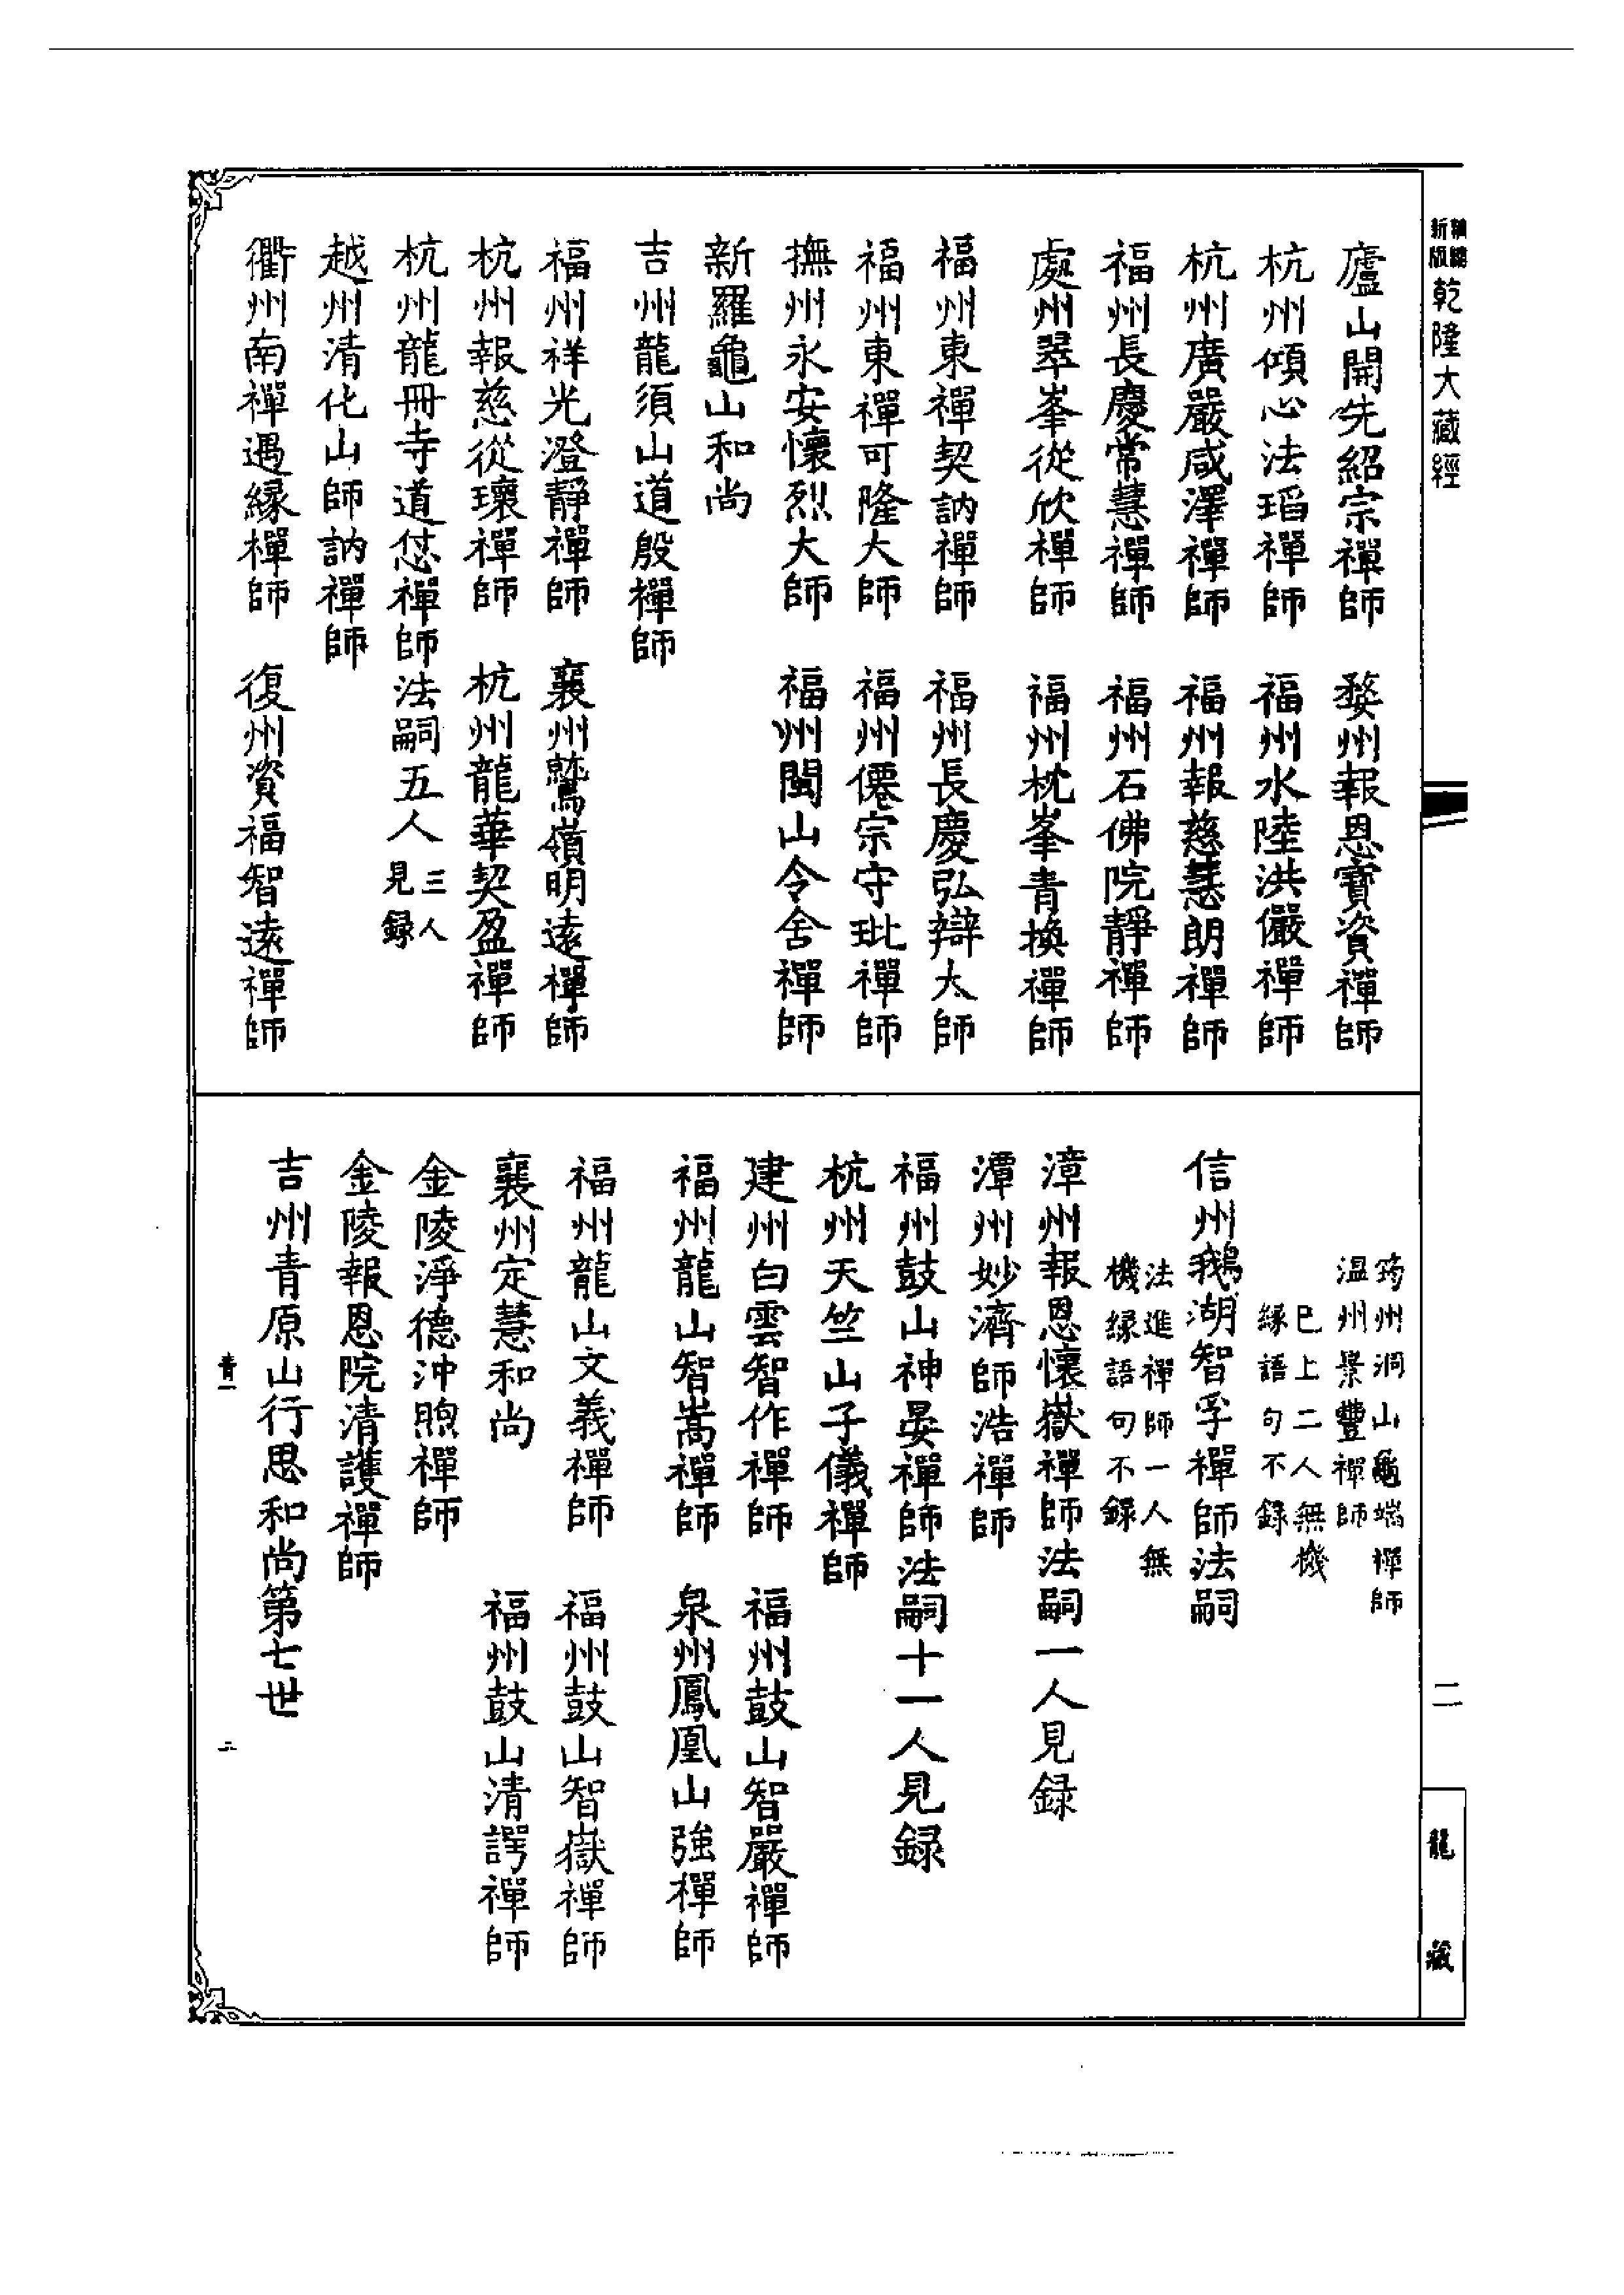 新版
乾隆大藏經
二
龍藏
廬山開先紹宗禪師　婺州報恩寶資禪師
杭州傾心法瑫禪師　福州水陸洪儼禪師
杭州廣嚴咸澤禪師　福州報慈慧朗禪師
福州長慶常慧禪師　福州石佛院靜禪師
處州翠峯從欣禪師　福州枕峯青換禪師
福州東禪契訥禪師　福州長慶弘辯大師
福州東禪可隆大師　福州僊宗守玭禪師
撫州永安懷烈大師　福州閩山令含禪師
新羅龜山和尚
吉州龍須山道殷禪師
福州祥光澄靜禪師　襄州鷲嶺明遠禪師
杭州報慈從瓌禪師　杭州龍華契盈禪師
杭州龍冊寺道怤禪師法嗣五人三人見録
越州清化山師訥禪師
衢州南禪遇緣禪師　復州資福智遠禪師
筠州洞山龜端禪師
温州景豐禪師
巳上二人無機
緣語句不録
信州鵝湖智孚禪師法嗣
法進禪師一人無
機緣語句不録
漳州報恩懷嶽禪師法嗣一人見録
潭州妙濟師浩禪師
福州鼓山神晏禪師法嗣十一人見録
杭州天竺山子儀禪師
建州白雲智作禪師　福州鼓山智嚴禪師
福州龍山智嵩禪師　泉州鳳凰山強禪師
福州龍山文義禪師　福州鼓山智嶽禪師
襄州定慧和尚　福州鼓山清諤禪師
金陵淨德沖煦禪師
金陵報恩院清護禪師
吉州青原山行思和尚第七世
青一
二